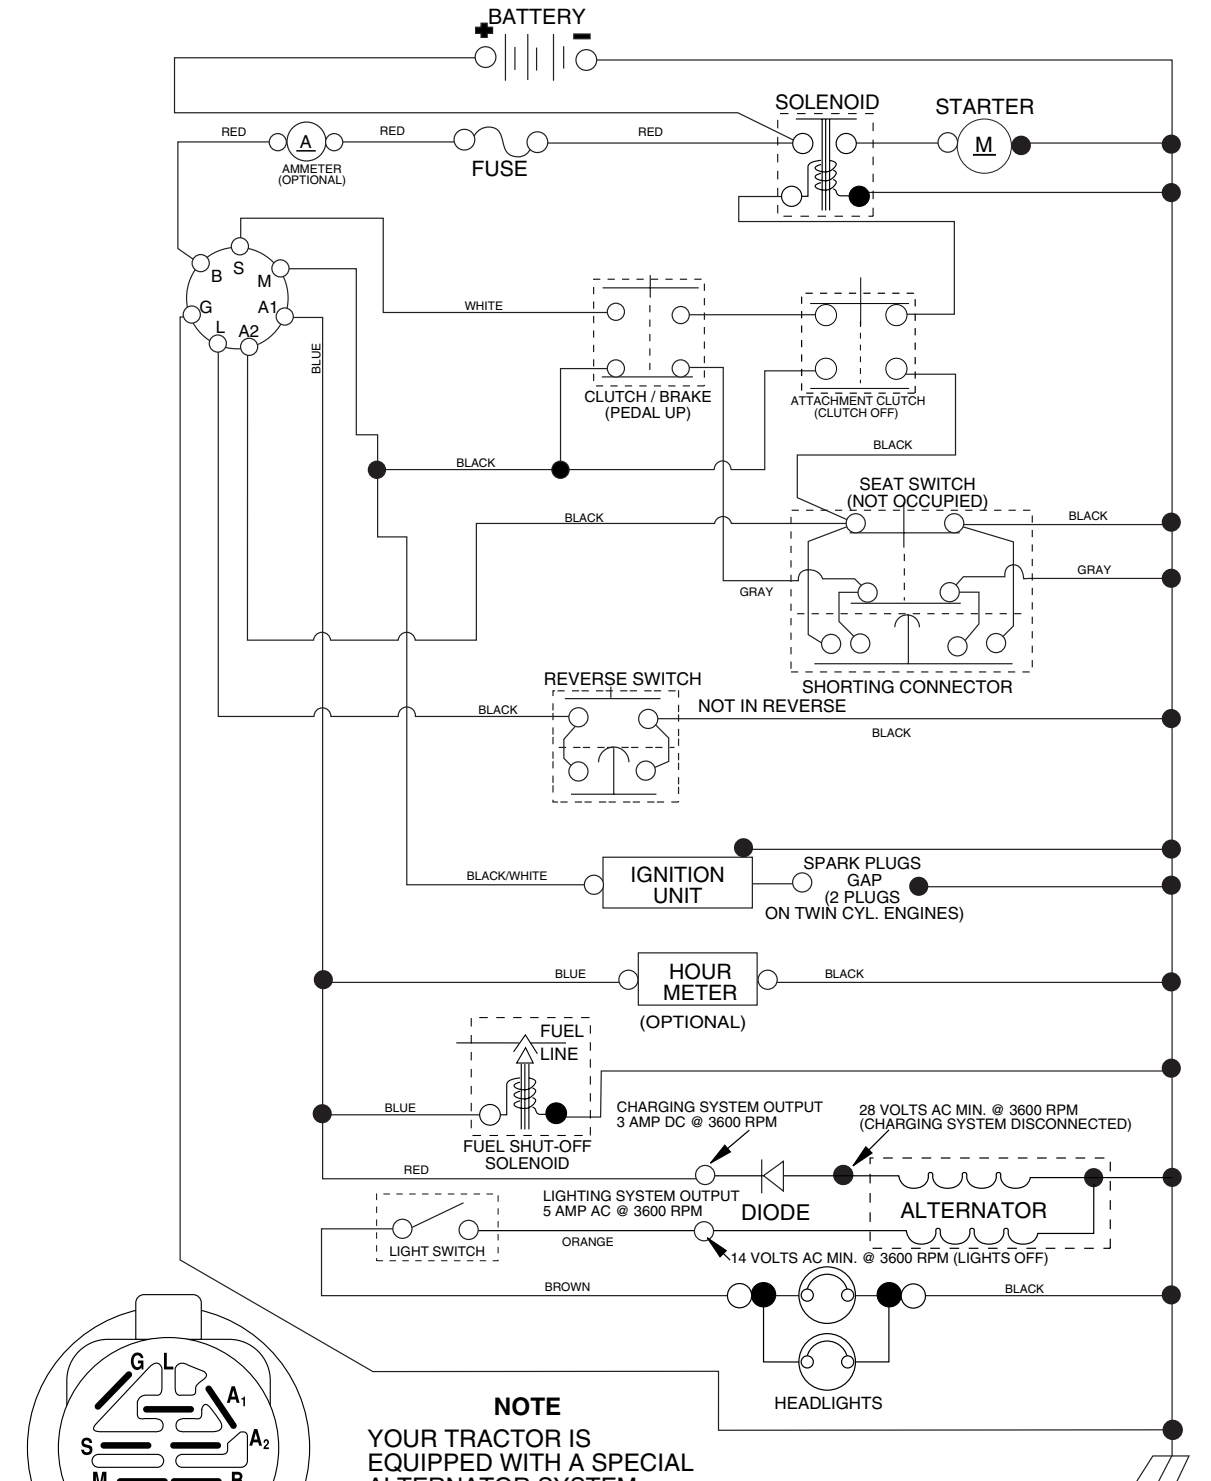 BATTERY
+ -
SOLENOID
STARTER
RED
RED
RED
A
M
AMMETER
(OPTIONAL)
FUSE
B
S
M
G
A1
L
A2
BLUE
WHITE
CLUTCH / BRAKE
(PEDAL UP)
ATTACHMENT CLUTCH
(CLUTCH OFF)
BLACK
BLACK
SEAT SWITCH
(NOT OCCUPIED)
BLACK
BLACK
GRAY
GRAY
SHORTING CONNECTOR
REVERSE SWITCH
NOT IN REVERSE
BLACK
BLACK
BLACK/WHITE
IGNITION
UNIT
SPARK PLUGS
GAP
(2 PLUGS
ON TWIN CYL. ENGINES)
BLUE
HOUR
METER
BLACK
(OPTIONAL)
FUEL
LINE
BLUE
FUEL SHUT-OFF
SOLENOID
CHARGING SYSTEM OUTPUT
3 AMP DC @ 3600 RPM
28 VOLTS AC MIN. @ 3600 RPM
(CHARGING SYSTEM DISCONNECTED)
RED
LIGHTING SYSTEM OUTPUT
5 AMP AC @ 3600 RPM
DIODE
ALTERNATOR
LIGHT SWITCH
ORANGE
14 VOLTS AC MIN. @ 3600 RPM (LIGHTS OFF)
BROWN
BLACK
HEADLIGHTS
G
L
A1
A2
S
M
B
NOTE
YOUR TRACTOR IS
EQUIPPED WITH A SPECIAL
ALTERNATOR SYSTEM